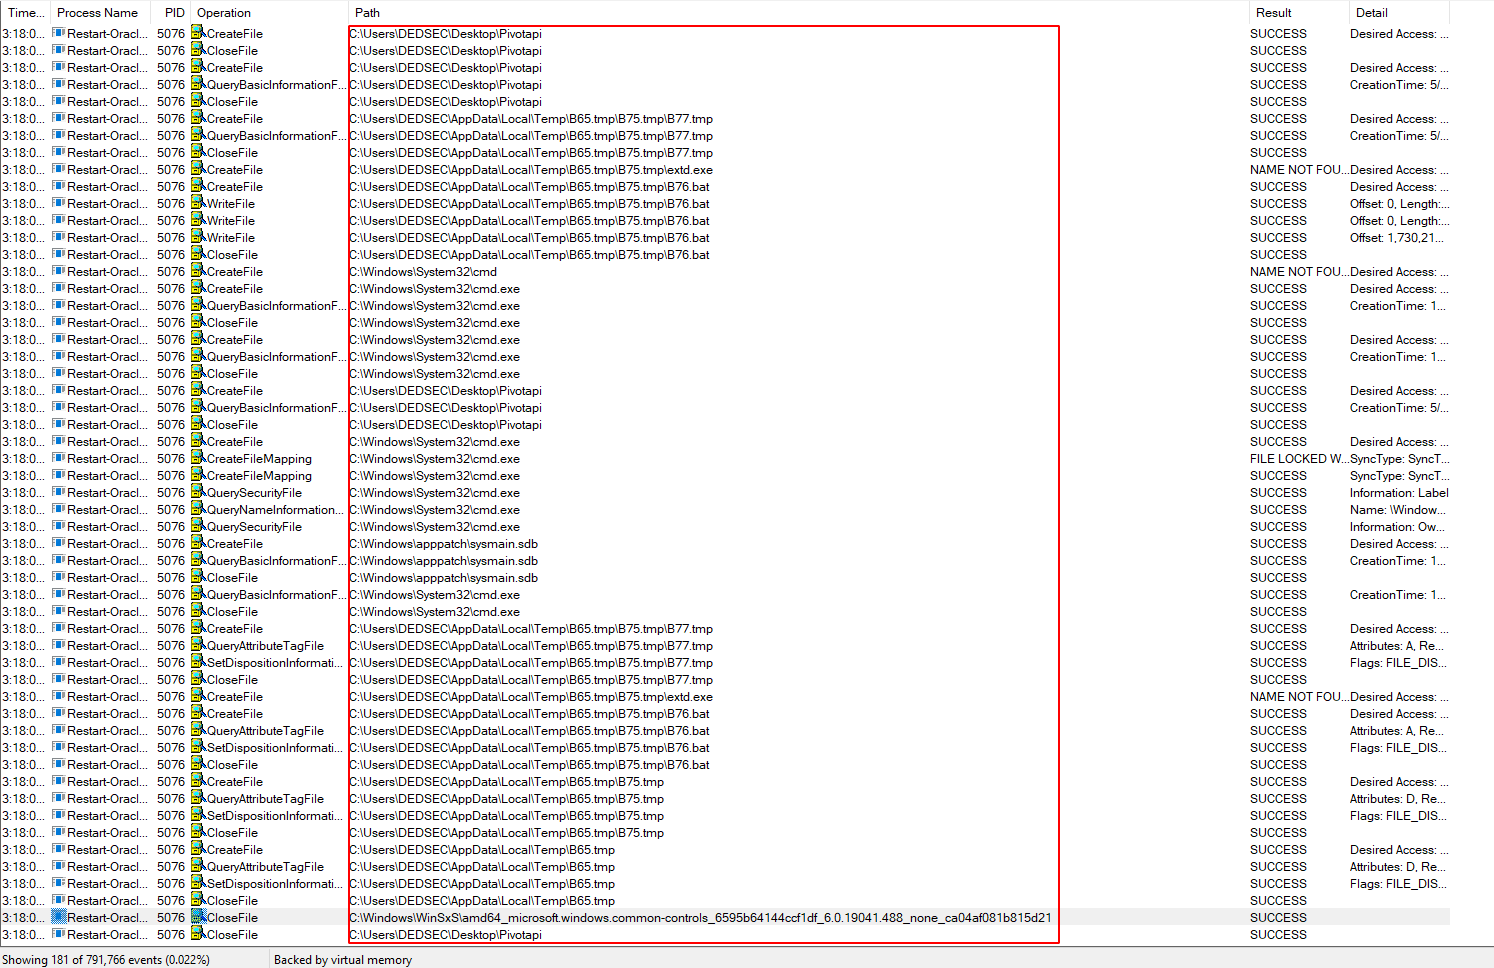 Time... Process Name PID Operation Path Result Detail
3:18:0... Restart-Oracl... 5076 CreateFile C:\Users\DEDSEC\Desktop\Pivotapi SUCCESS Desired Access: ...
3:18:0... Restart-Oracl... 5076 CloseFile C:\Users\DEDSEC\Desktop\Pivotapi SUCCESS
3:18:0... Restart-Oracl... 5076 CreateFile C:\Users\DEDSEC\Desktop\Pivotapi SUCCESS Desired Access: ...
3:18:0... Restart-Oracl... 5076 QueryBasicInformationF... C:\Users\DEDSEC\Desktop\Pivotapi SUCCESS CreationTime: 5/...
3:18:0... Restart-Oracl... 5076 CloseFile C:\Users\DEDSEC\Desktop\Pivotapi SUCCESS
3:18:0... Restart-Oracl... 5076 CreateFile C:\Users\DEDSEC\AppData\Local\Temp\B65.tmp\B75.tmp\B77.tmp SUCCESS Desired Access: ...
3:18:0... Restart-Oracl... 5076 QueryBasicInformationF... C:\Users\DEDSEC\AppData\Local\Temp\B65.tmp\B75.tmp\B77.tmp SUCCESS CreationTime: 5/...
3:18:0... Restart-Oracl... 5076 CloseFile C:\Users\DEDSEC\AppData\Local\Temp\B65.tmp\B75.tmp\B77.tmp SUCCESS
3:18:0... Restart-Oracl... 5076 CreateFile C:\Users\DEDSEC\AppData\Local\Temp\B65.tmp\B75.tmp\extd.exe NAME NOT FOU... Desired Access: ...
3:18:0... Restart-Oracl... 5076 CreateFile C:\Users\DEDSEC\AppData\Local\Temp\B65.tmp\B75.tmp\B76.bat SUCCESS Desired Access: ...
3:18:0... Restart-Oracl... 5076 WriteFile C:\Users\DEDSEC\AppData\Local\Temp\B65.tmp\B75.tmp\B76.bat SUCCESS Offset: 0, Length:...
3:18:0... Restart-Oracl... 5076 WriteFile C:\Users\DEDSEC\AppData\Local\Temp\B65.tmp\B75.tmp\B76.bat SUCCESS Offset: 0, Length:...
3:18:0... Restart-Oracl... 5076 WriteFile C:\Users\DEDSEC\AppData\Local\Temp\B65.tmp\B75.tmp\B76.bat SUCCESS Offset: 1,730,21...
3:18:0... Restart-Oracl... 5076 CloseFile C:\Users\DEDSEC\AppData\Local\Temp\B65.tmp\B75.tmp\B76.bat SUCCESS
3:18:0... Restart-Oracl... 5076 CreateFile C:\Windows\System32\cmd NAME NOT FOU... Desired Access: ...
3:18:0... Restart-Oracl... 5076 CreateFile C:\Windows\System32\cmd.exe SUCCESS Desired Access: ...
3:18:0... Restart-Oracl... 5076 QueryBasicInformationF... C:\Windows\System32\cmd.exe SUCCESS CreationTime: 1...
3:18:0... Restart-Oracl... 5076 CloseFile C:\Windows\System32\cmd.exe SUCCESS
3:18:0... Restart-Oracl... 5076 CreateFile C:\Windows\System32\cmd.exe SUCCESS Desired Access: ...
3:18:0... Restart-Oracl... 5076 QueryBasicInformationF... C:\Windows\System32\cmd.exe SUCCESS CreationTime: 1...
3:18:0... Restart-Oracl... 5076 CloseFile C:\Windows\System32\cmd.exe SUCCESS
3:18:0... Restart-Oracl... 5076 CreateFile C:\Users\DEDSEC\Desktop\Pivotapi SUCCESS Desired Access: ...
3:18:0... Restart-Oracl... 5076 QueryBasicInformationF... C:\Users\DEDSEC\Desktop\Pivotapi SUCCESS CreationTime: 5/...
3:18:0... Restart-Oracl... 5076 CloseFile C:\Users\DEDSEC\Desktop\Pivotapi SUCCESS
3:18:0... Restart-Oracl... 5076 CreateFile C:\Windows\System32\cmd.exe SUCCESS Desired Access: ...
3:18:0... Restart-Oracl... 5076 CreateFileMapping C:\Windows\System32\cmd.exe FILE LOCKED W... SyncType: SyncT...
3:18:0... Restart-Oracl... 5076 CreateFileMapping C:\Windows\System32\cmd.exe SUCCESS SyncType: SyncT...
3:18:0... Restart-Oracl... 5076 QuerySecurityFile C:\Windows\System32\cmd.exe SUCCESS Information: Label
3:18:0... Restart-Oracl... 5076 QueryNameInformation... C:\Windows\System32\cmd.exe SUCCESS Name: \Window...
3:18:0... Restart-Oracl... 5076 QuerySecurityFile C:\Windows\System32\cmd.exe SUCCESS Information: Ow...
3:18:0... Restart-Oracl... 5076 CreateFile C:\Windows\apppatch\sysmain.sdb SUCCESS Desired Access: ...
3:18:0... Restart-Oracl... 5076 QueryBasicInformationF... C:\Windows\apppatch\sysmain.sdb SUCCESS CreationTime: 1...
3:18:0... Restart-Oracl... 5076 CloseFile C:\Windows\apppatch\sysmain.sdb SUCCESS
3:18:0... Restart-Oracl... 5076 QueryBasicInformationF... C:\Windows\System32\cmd.exe SUCCESS CreationTime: 1...
3:18:0... Restart-Oracl... 5076 CloseFile C:\Windows\System32\cmd.exe SUCCESS
3:18:0... Restart-Oracl... 5076 CreateFile C:\Users\DEDSEC\AppData\Local\Temp\B65.tmp\B75.tmp\B77.tmp SUCCESS Desired Access: ...
3:18:0... Restart-Oracl... 5076 QueryAttributeTagFile C:\Users\DEDSEC\AppData\Local\Temp\B65.tmp\B75.tmp\B77.tmp SUCCESS Attributes: A, Re...
3:18:0... Restart-Oracl... 5076 SetDispositionInformati... C:\Users\DEDSEC\AppData\Local\Temp\B65.tmp\B75.tmp\B77.tmp SUCCESS Flags: FILE_DIS...
3:18:0... Restart-Oracl... 5076 CloseFile C:\Users\DEDSEC\AppData\Local\Temp\B65.tmp\B75.tmp\B77.tmp SUCCESS
3:18:0... Restart-Oracl... 5076 CreateFile C:\Users\DEDSEC\AppData\Local\Temp\B65.tmp\B75.tmp\extd.exe NAME NOT FOU... Desired Access: ...
3:18:0... Restart-Oracl... 5076 CreateFile C:\Users\DEDSEC\AppData\Local\Temp\B65.tmp\B75.tmp\B76.bat SUCCESS Desired Access: ...
3:18:0... Restart-Oracl... 5076 QueryAttributeTagFile C:\Users\DEDSEC\AppData\Local\Temp\B65.tmp\B75.tmp\B76.bat SUCCESS Attributes: A, Re...
3:18:0... Restart-Oracl... 5076 SetDispositionInformati... C:\Users\DEDSEC\AppData\Local\Temp\B65.tmp\B75.tmp\B76.bat SUCCESS Flags: FILE_DIS...
3:18:0... Restart-Oracl... 5076 CloseFile C:\Users\DEDSEC\AppData\Local\Temp\B65.tmp\B75.tmp\B76.bat SUCCESS
3:18:0... Restart-Oracl... 5076 CreateFile C:\Users\DEDSEC\AppData\Local\Temp\B65.tmp\B75.tmp SUCCESS Desired Access: ...
3:18:0... Restart-Oracl... 5076 QueryAttributeTagFile C:\Users\DEDSEC\AppData\Local\Temp\B65.tmp\B75.tmp SUCCESS Attributes: D, Re...
3:18:0... Restart-Oracl... 5076 SetDispositionInformati... C:\Users\DEDSEC\AppData\Local\Temp\B65.tmp\B75.tmp SUCCESS Flags: FILE_DIS...
3:18:0... Restart-Oracl... 5076 CloseFile C:\Users\DEDSEC\AppData\Local\Temp\B65.tmp\B75.tmp SUCCESS
3:18:0... Restart-Oracl... 5076 CreateFile C:\Users\DEDSEC\AppData\Local\Temp\B65.tmp SUCCESS Desired Access: ...
3:18:0... Restart-Oracl... 5076 QueryAttributeTagFile C:\Users\DEDSEC\AppData\Local\Temp\B65.tmp SUCCESS Attributes: D, Re...
3:18:0... Restart-Oracl... 5076 SetDispositionInformati... C:\Users\DEDSEC\AppData\Local\Temp\B65.tmp SUCCESS Flags: FILE_DIS...
3:18:0... Restart-Oracl... 5076 CloseFile C:\Users\DEDSEC\AppData\Local\Temp\B65.tmp SUCCESS
3:18:0... Restart-Oracl... 5076 CloseFile C:\Windows\WinSxS\amd64_microsoft.windows.common-controls_6595b64144ccf1df_6.0.19041.488_none_ca04af081b815d21 SUCCESS
3:18:0... Restart-Oracl... 5076 CloseFile C:\Users\DEDSEC\Desktop\Pivotapi SUCCESS
Showing 181 of 791,766 events (0.022%) Backed by virtual memory